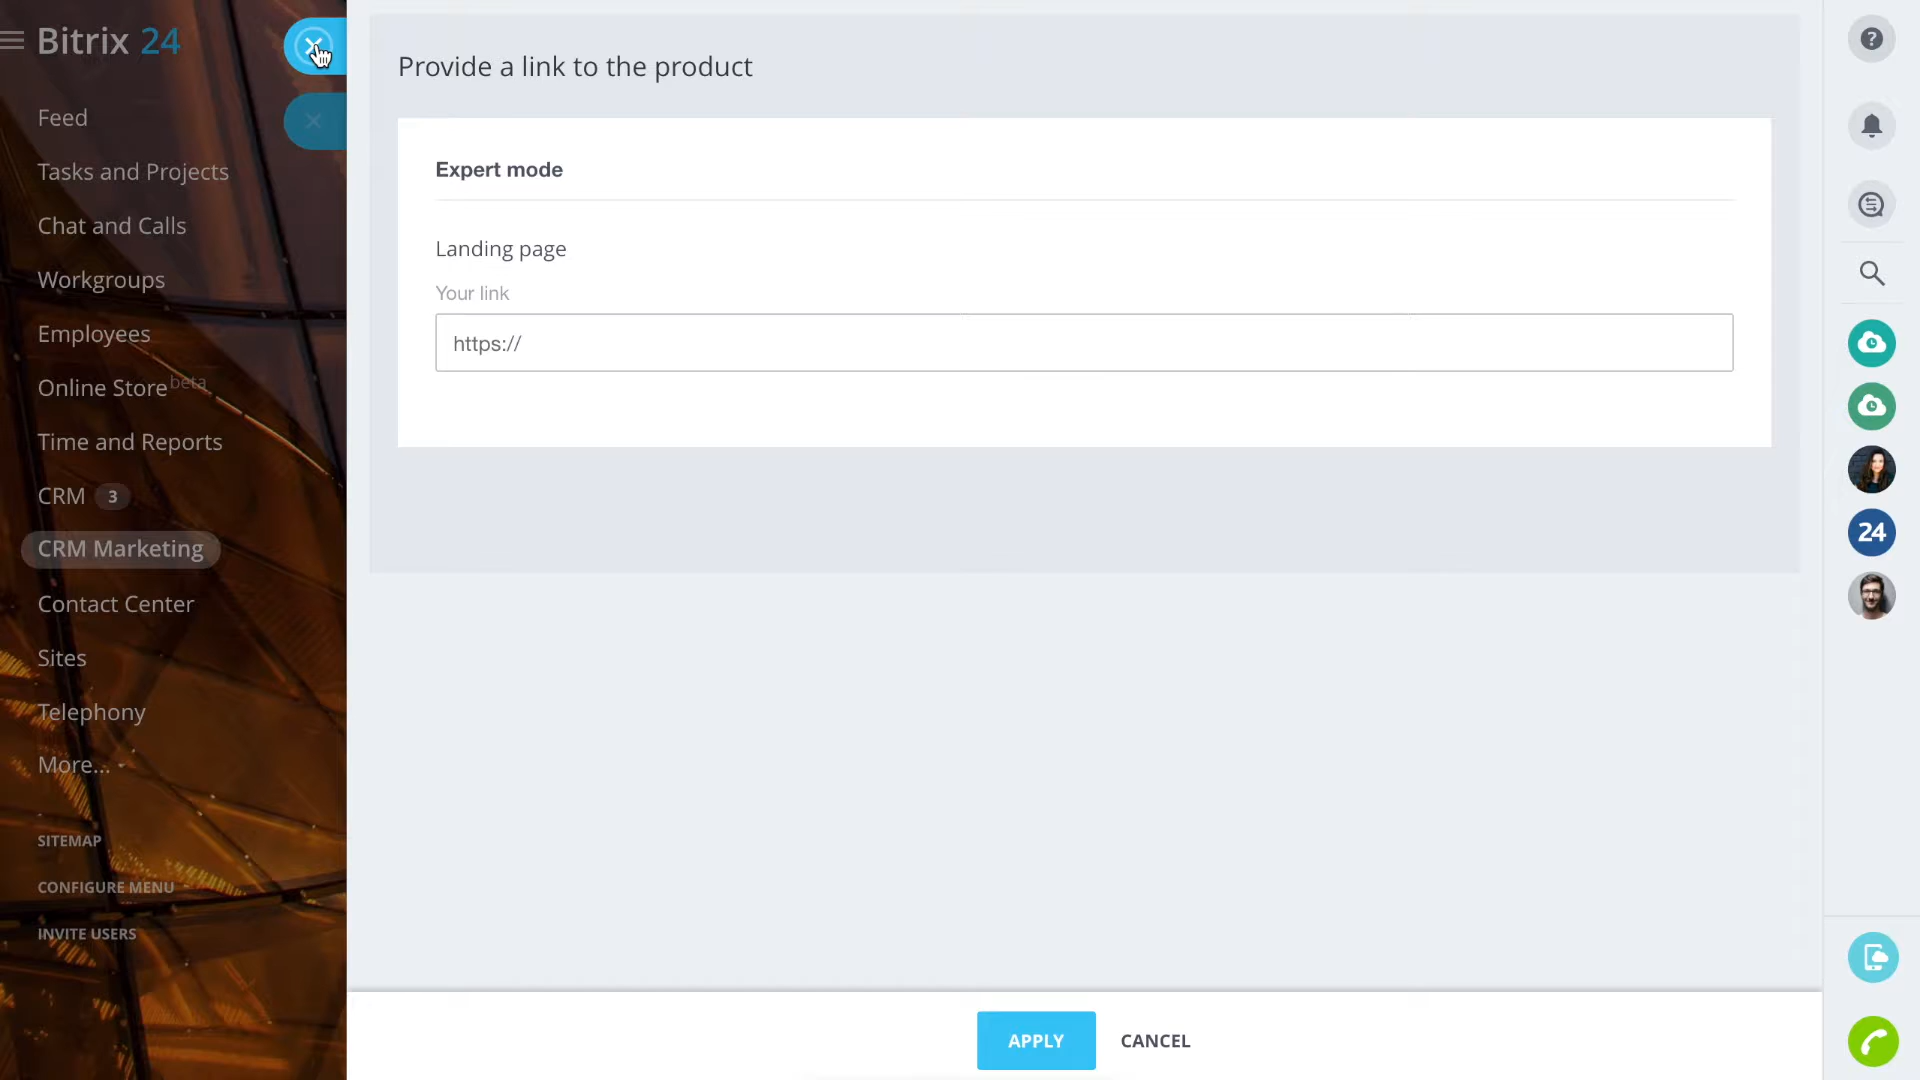 Bitrix 24
Feed
Tasks and Projects
Chat and Calls
Workgroups
Employees
Online Store beta
Time and Reports
CRM 3
CRM Marketing
Contact Center
Sites
Telephony
More...
SITEMAP
CONFIGURE MENU
INVITE USERS
Provide a link to the product
Expert mode
Landing page
Your link
https://
APPLY CANCEL
?
24